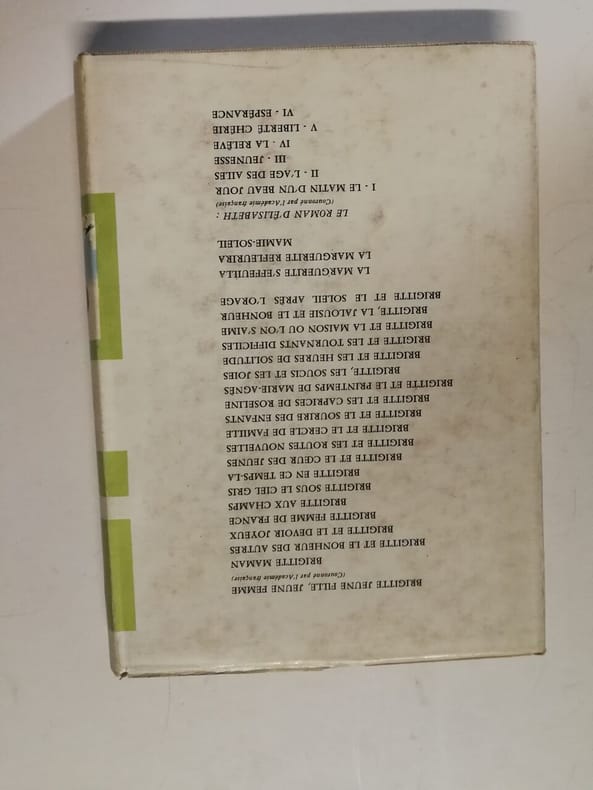 BRIGITTE JEUNE FILLE, JEUNE FEMME
(Couronné par l'Académie française)
BRIGITTE MAMAN
BRIGITTE ET LE BONHEUR DES AUTRES
BRIGITTE ET LE DEVOIR JOYEUX
BRIGITTE FEMME DE FRANCE
BRIGITTE AUX CHAMPS
BRIGITTE SOUS LE CIEL GRIS
BRIGITTE EN CE TEMPS-LA
BRIGITTE ET LE CŒUR DES JEUNES
BRIGITTE ET LES ROUTES NOUVELLES
BRIGITTE ET LE CERCLE DE FAMILLE
BRIGITTE ET LE SOURIRE DES ENFANTS
BRIGITTE ET LES CAPRICES DE ROSELINE
BRIGITTE ET LE PRINTEMPS DE MARIE-AGNÈS
BRIGITTE, LES SOUCIS ET LES JOIES
BRIGITTE ET LES HEURES DE SOLITUDE
BRIGITTE ET LES TOURNANTS DIFFICILES
BRIGITTE ET LA MAISON OU L'ON S'AIME
BRIGITTE, LA JALOUSIE ET LE BONHEUR
BRIGITTE ET LE SOLEIL APRÈS L'ORAGE
LA MARGUERITE S'EFFEUILLA
LA MARGUERITE REFLEURIRA
MAMIE-SOLEIL
LE ROMAN D'ÉLISABETH :
(Couronné par l'Académie française)
I - LE MATIN D'UN BEAU JOUR
II - L'AGE DES AILES
III - JEUNESSE
IV - LA RELÈVE
V - LIBERTÉ CHÉRIE
VI - ESPÉRANCE